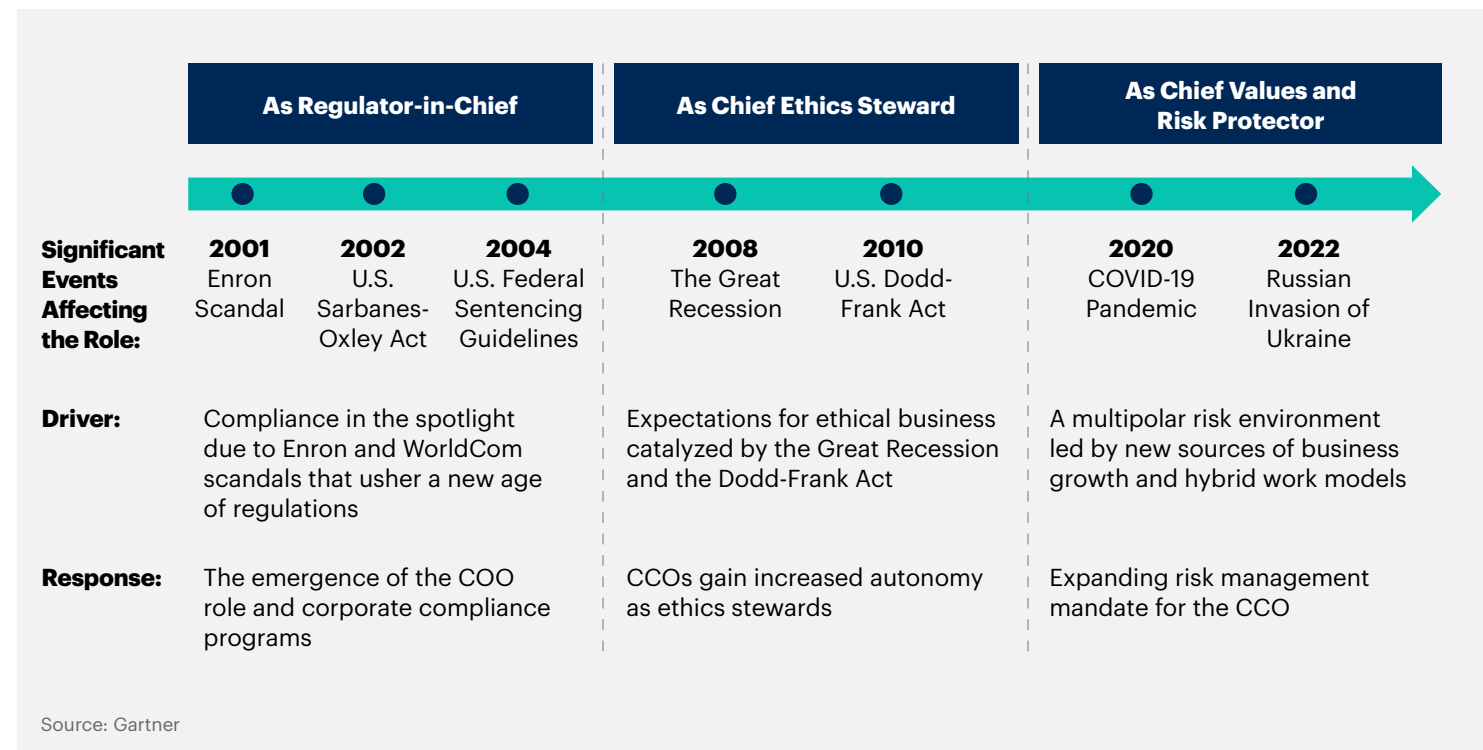 As Regulator-in-Chief
As Chief Ethics Steward
As Chief Values and
Risk Protector
Significant
Events
Affecting
the Role:
2001
Enron
Scandal
2002
U.S.
Sarbanes-
Oxley Act
2004
U.S. Federal
Sentencing
Guidelines
2008
The Great
Recession
2010
U.S. Dodd-
Frank Act
2020
COVID-19
Pandemic
2022
Russian
Invasion of
Ukraine
Driver:
Compliance in the spotlight
due to Enron and WorldCom
scandals that usher a new age
of regulations
Expectations for ethical business
catalyzed by the Great Recession
and the Dodd-Frank Act
A multipolar risk environment
led by new sources of business
growth and hybrid work models
Response:
The emergence of the COO
role and corporate compliance
programs
CCOs gain increased autonomy
as ethics stewards
Expanding risk management
mandate for the CCO
Source: Gartner